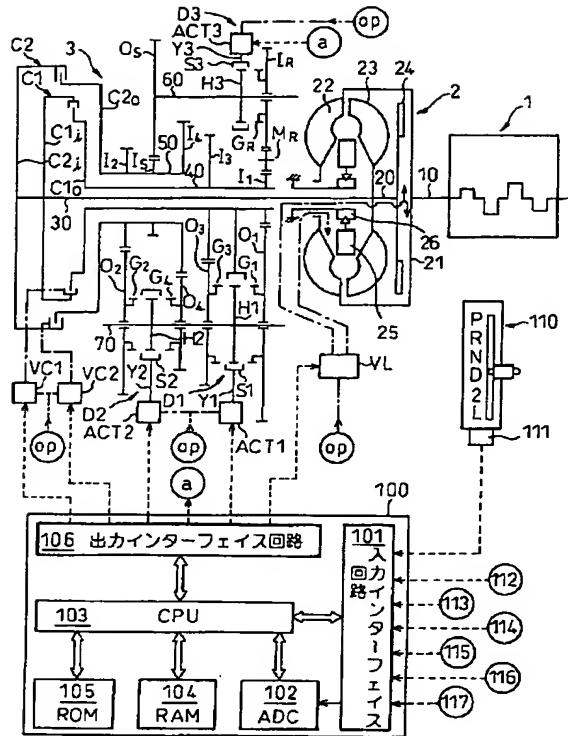 D3
ACT3
op
C2
3
Os
Y3
S3
a
IR
C1
C2o
60
H3
22
23
24
2
C1i
I4
GR
MR
1
C2i
I2
Is
50
I3
C1o
40
I1
20
10
30
O2
G2
G4
O3
G3
O1
G1
26
21
O4
H1
25
70
H2
VC1
VC2
Y2
S2
Y1
S1
VL
D2
D1
op
ACT2
op
ACT1
op
a
P
R
N
D
2
L
110
111
100
106 出力インターフェイス回路
101
入力インターフェイス
回路
103 CPU
105
ROM
104
RAM
102
ADC
112
113
114
115
116
117